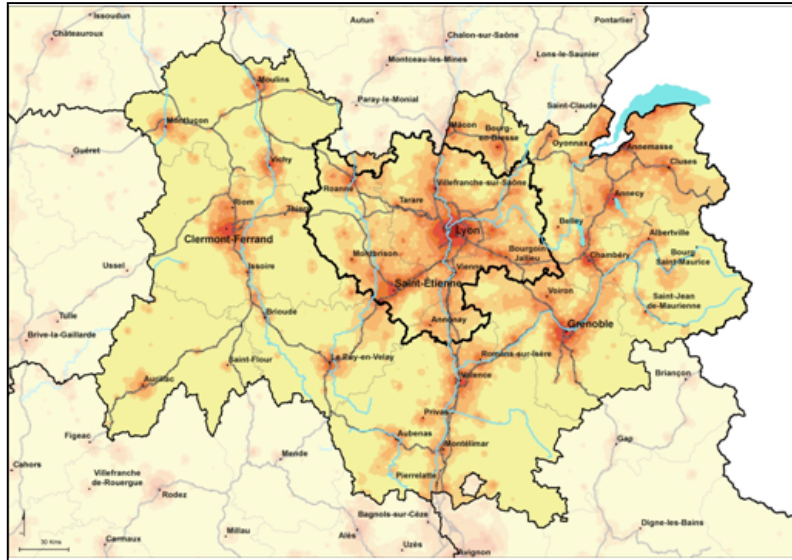 Issoudun
Autun
Pontarlier
Châteauroux
Chalon-sur-Saône
Montceau-les-Mines
Lons-le-Saunier
Moulins
Paray-le-Monial
Saint-Claude
Montluçon
Mâcon
Bourg-
en-Bresse
Oyonnax
Annemasse
Guéret
Vichy
Cluses
Roanne
Villefranche-sur-Saône
Annecy
Riom
Thiers
Tarare
Belley
Albertville
Clermont-Ferrand
Lyon
Bourgoin
Jallieu
Bourg
Saint-Maurice
Ussel
Issoire
Montbrison
Vienne
Chambéry
Saint-Étienne
Voiron
Saint-Jean
de-Maurienne
Tulle
Brioude
Annonay
Grenoble
Brive-la-Gaillarde
Saint-Flour
Le Puy-en-Velay
Romans-sur-Isère
Aurillac
Valence
Briançon
Privas
Figeac
Aubenas
Montélimar
Gap
Mende
Cahors
Villefranche
de-Rouergue
Pierrelatte
Rodez
Bagnols-sur-Cèze
Digne-les-Bains
Carmaux
Millau
Alès
Uzès
Avignon
30 Kms